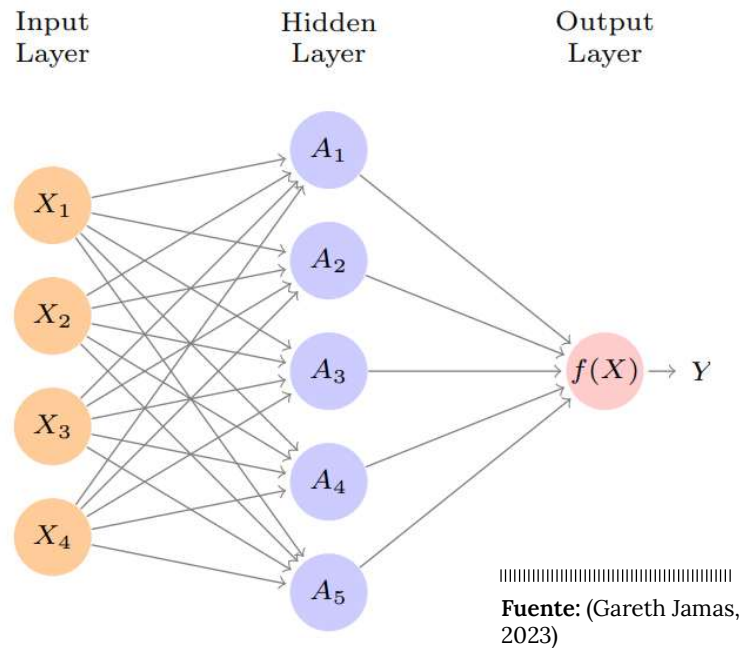 Input
Layer
Hidden
Layer
Output
Layer
X₁
X₂
X₃
X₄
A₁
A₂
A₃
A₄
A₅
f(X)
Y
Fuente: (Gareth Jamas,
2023)